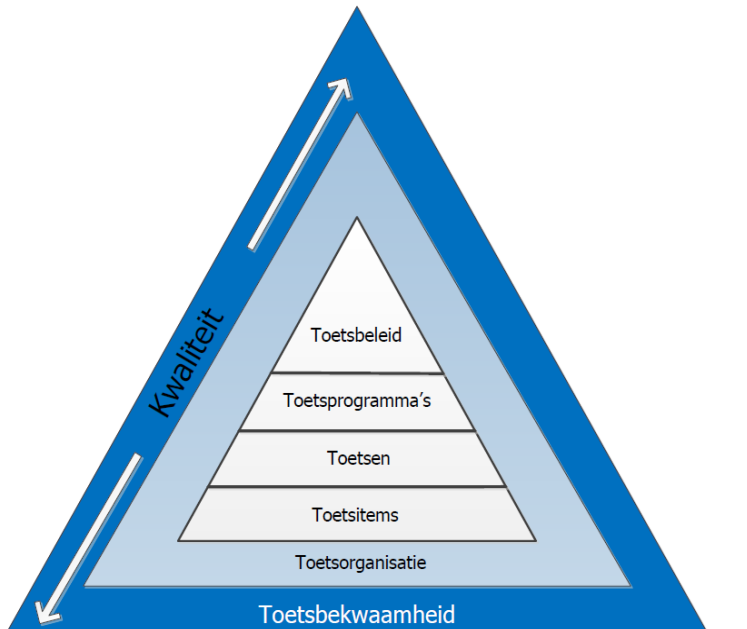 Kwaliteit
Toetsbeleid
Toetsprogramma's
Toetsen
Toetsitems
Toetsorganisatie
Toetsbekwaamheid